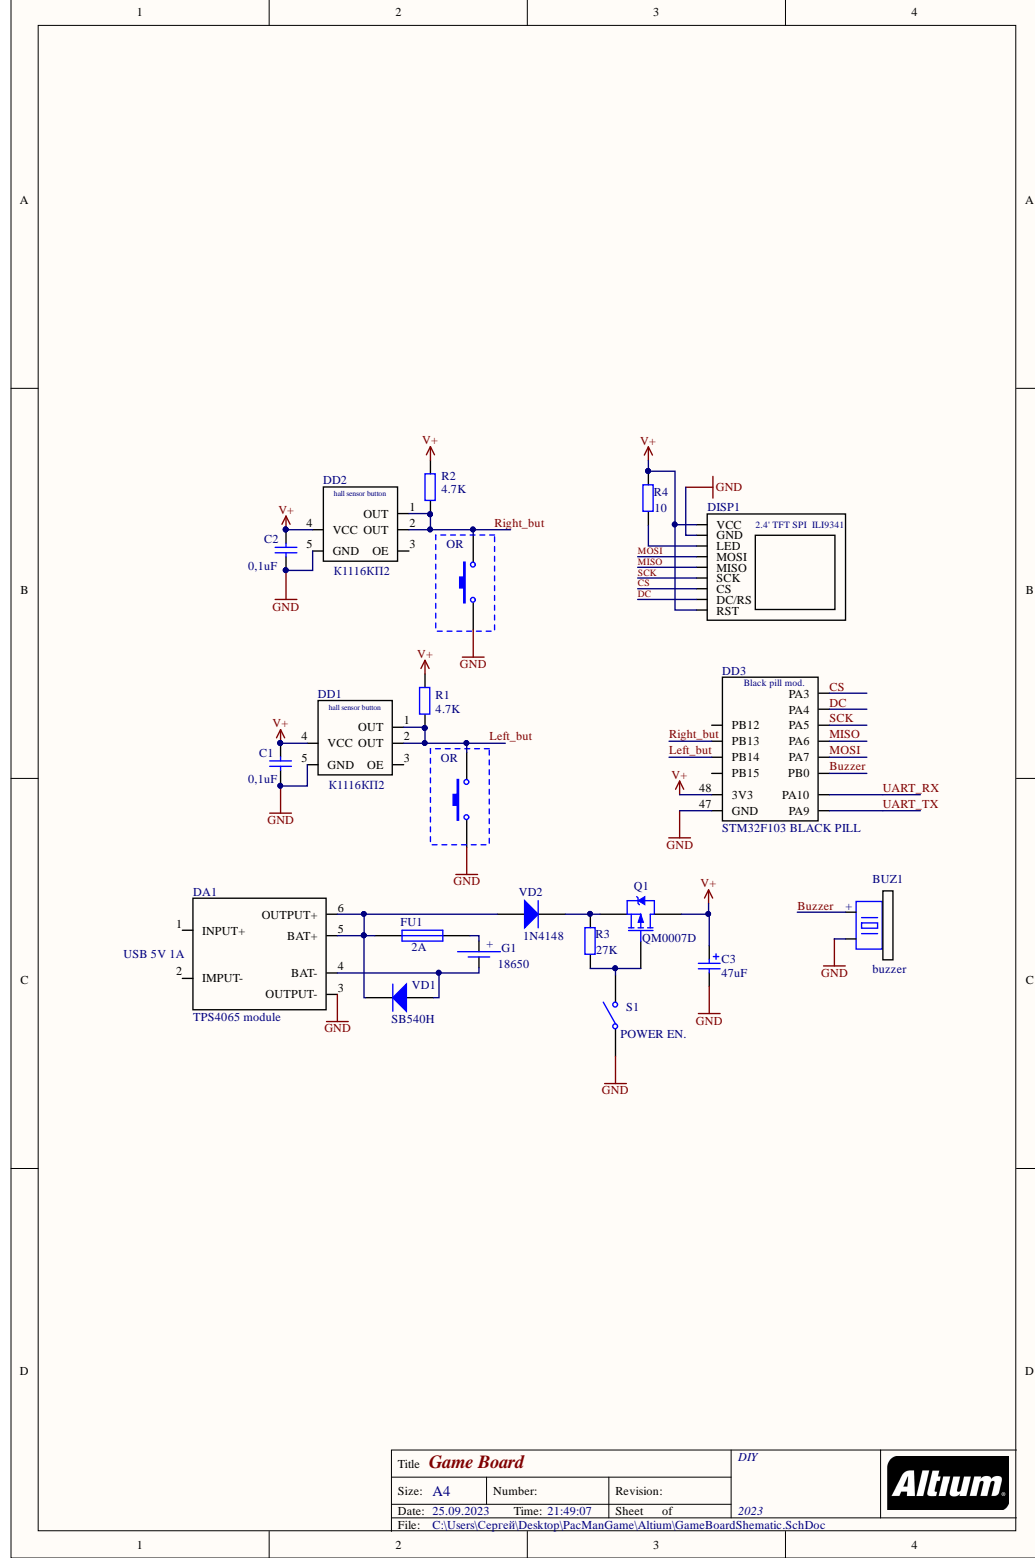 1 2 3 4
A A
V+ V+
R2
4.7K
DD2
hall sensor button
V+
OUT 1
4 VCC OUT 2 Right_but
5 GND OE 3
C2
0,1uF
К1116КП2
OR
GND
GND
R4
10
GND
DISP1
2.4' TFT SPI ILI9341
VCC
GND
LED
MOSI MOSI
MISO MISO
SCK SCK
CS CS
DC DC/RS
RST
B B
V+
R1
4.7K
DD1
hall sensor button
V+
OUT 1
4 VCC OUT 2 Left_but
5 GND OE 3
C1
0,1uF
К1116КП2
OR
GND
GND
DD3
Black pill mod.
PA3 CS
PA4 DC
PB12 PA5 SCK
Right_but PB13 PA6 MISO
Left_but PB14 PA7 MOSI
PB15 PB0 Buzzer
V+
48 3V3 PA10 UART_RX
47 GND PA9 UART_TX
STM32F103 BLACK PILL
GND
DA1
OUTPUT+ 6
1 INPUT+
BAT+ 5
USB 5V 1A
BAT- 4
2 IMPUT-
OUTPUT- 3
TPS4065 module
GND
FU1
2A
+
G1
18650
VD1
SB540H
VD2
1N4148
Q1
QM0007D
R3
27K
S1
POWER EN.
GND
V+
+
C3
47uF
GND
BUZ1
Buzzer +
GND
buzzer
C C
D D
Title Game Board
DIY
Altıum.
Size: A4 Number: Revision:
Date: 25.09.2023 Time: 21:49:07 Sheet of 2023
File: C:\Users\Сергей\Desktop\PacManGame\Altium\GameBoardShematic.SchDoc
1 2 3 4